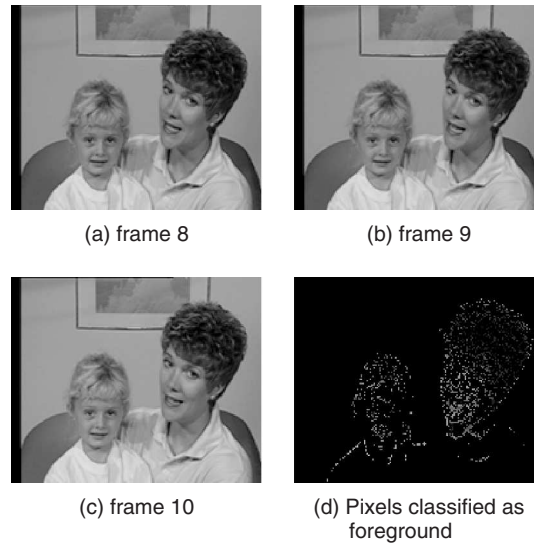 (a) frame 8
(b) frame 9
(c) frame 10
(d) Pixels classified as
foreground